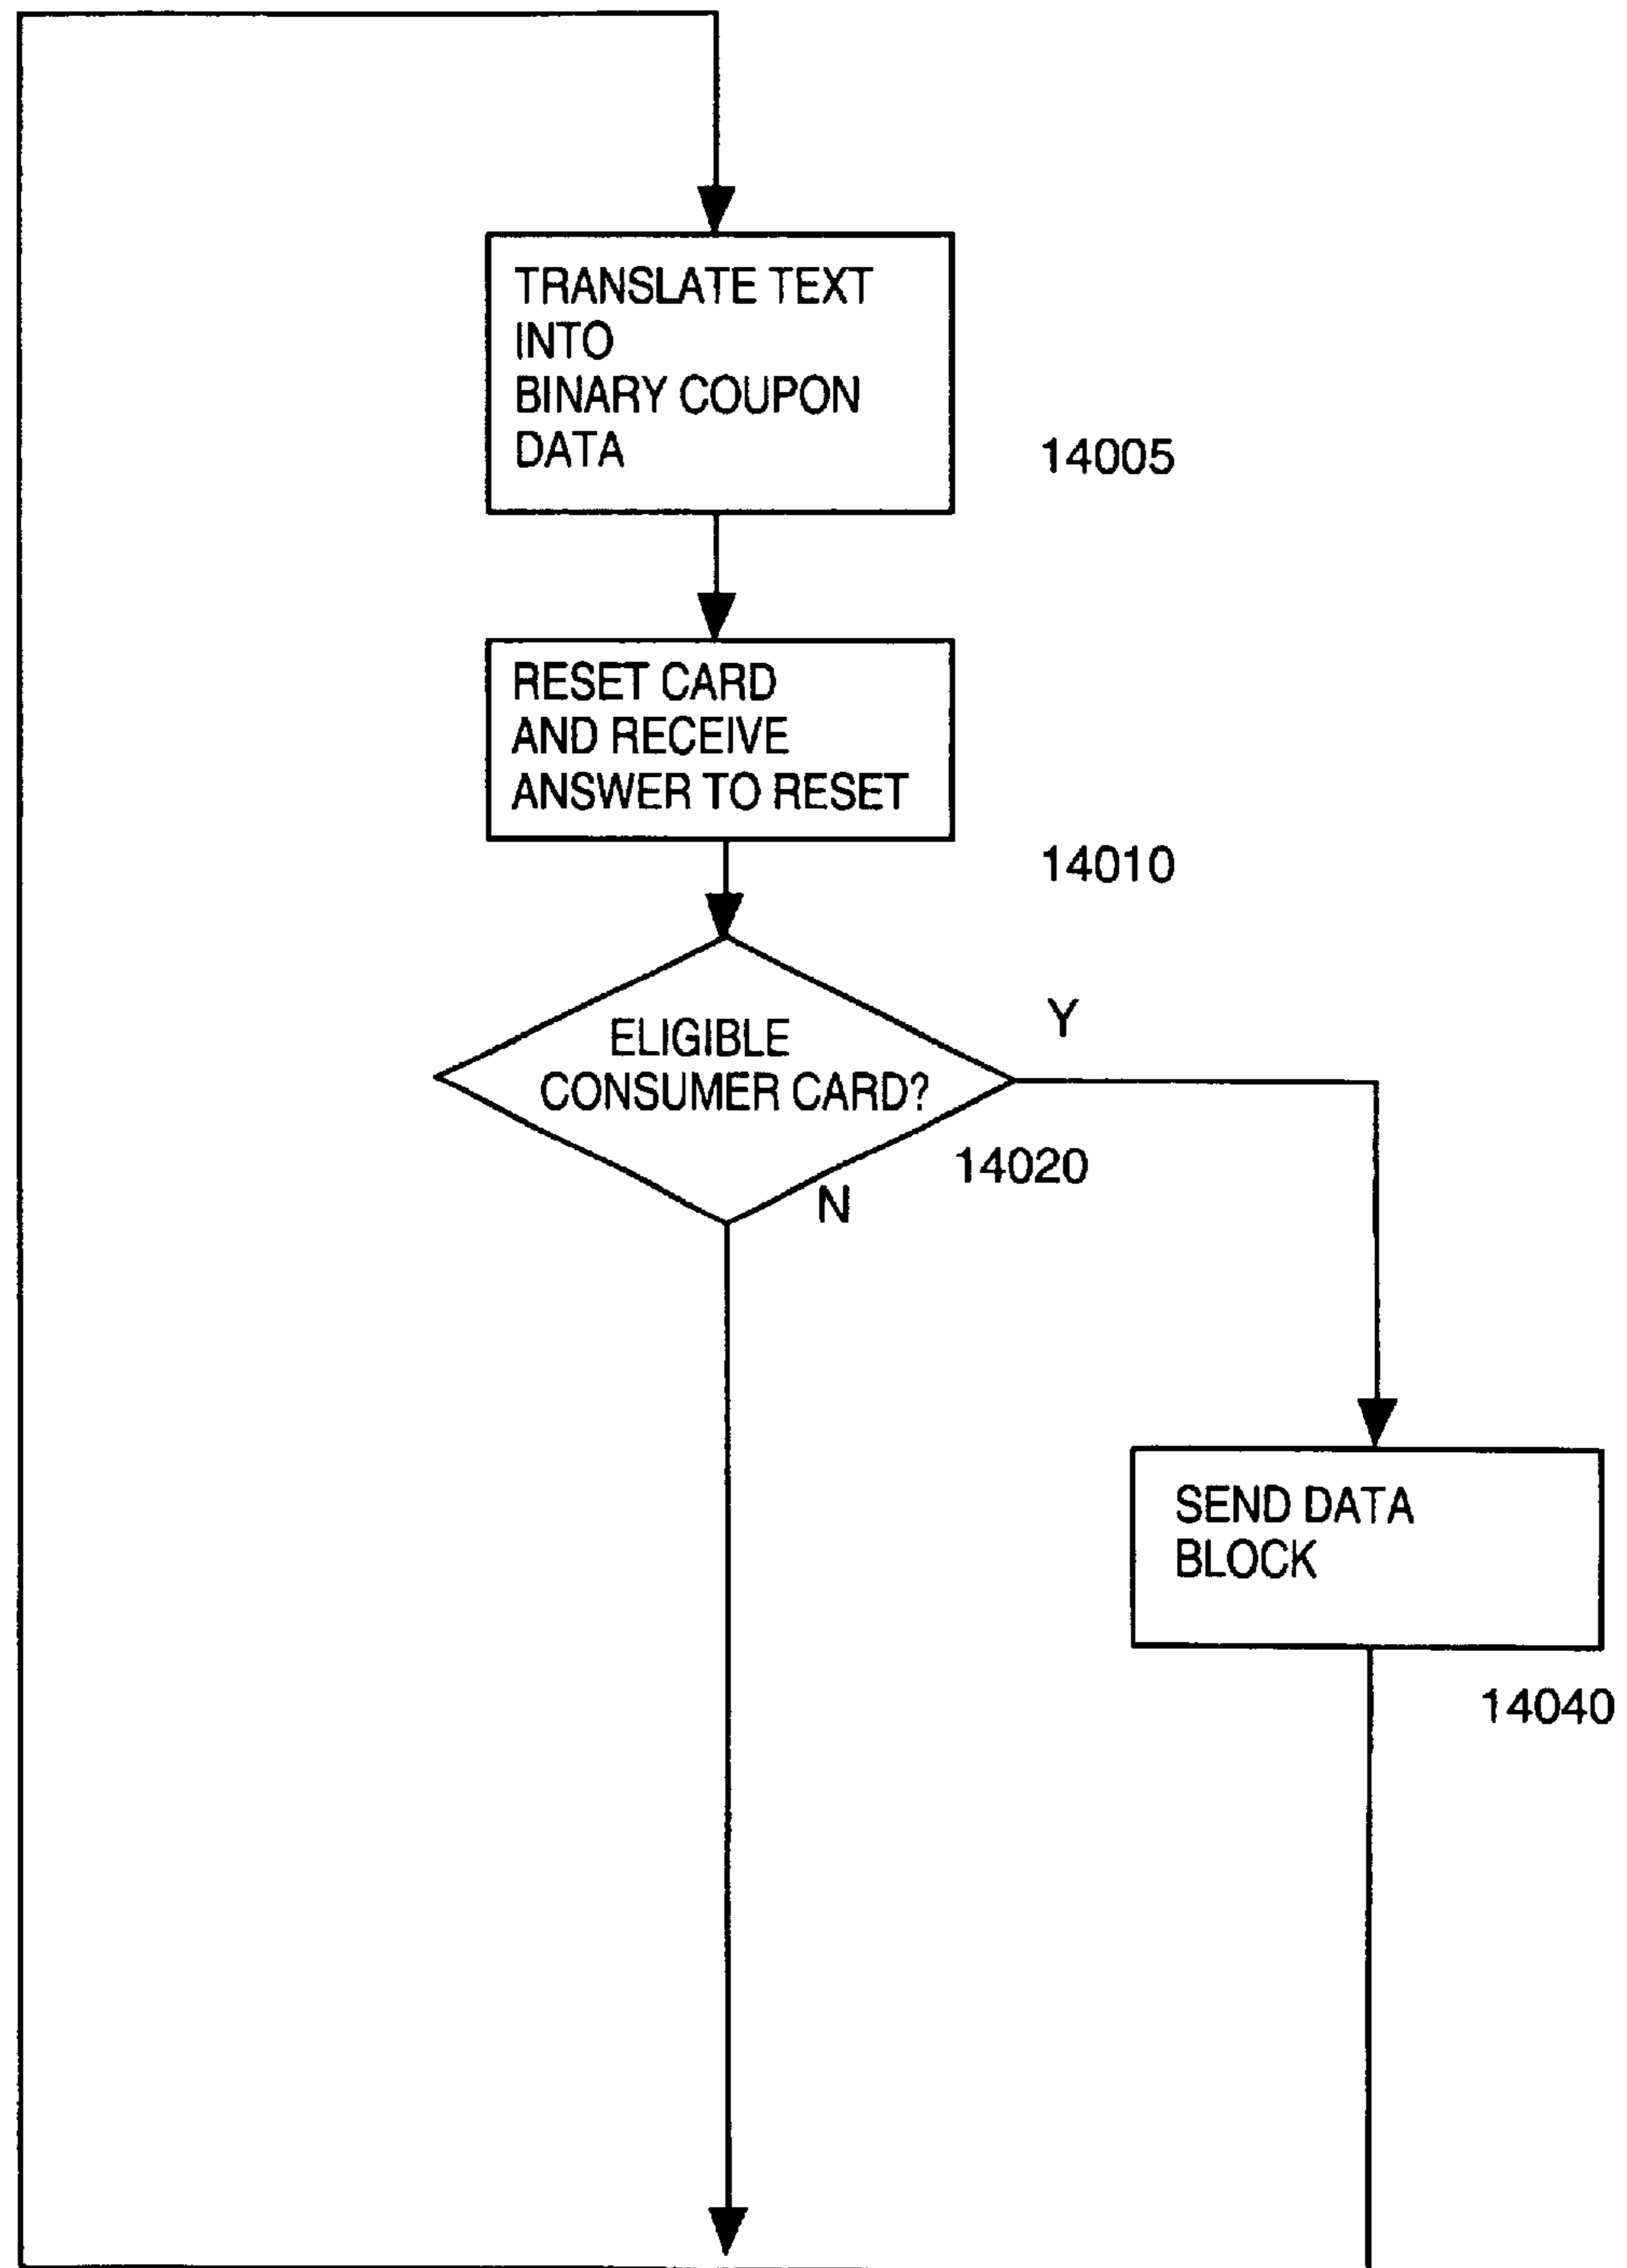 TRANSLATE TEXT
INTO
BINARY COUPON
DATA
14005
RESET CARD
AND RECEIVE
ANSWER TO RESET
14010
ELIGIBLE
CONSUMER CARD?
Y
14020
N
SEND DATA
BLOCK
14040